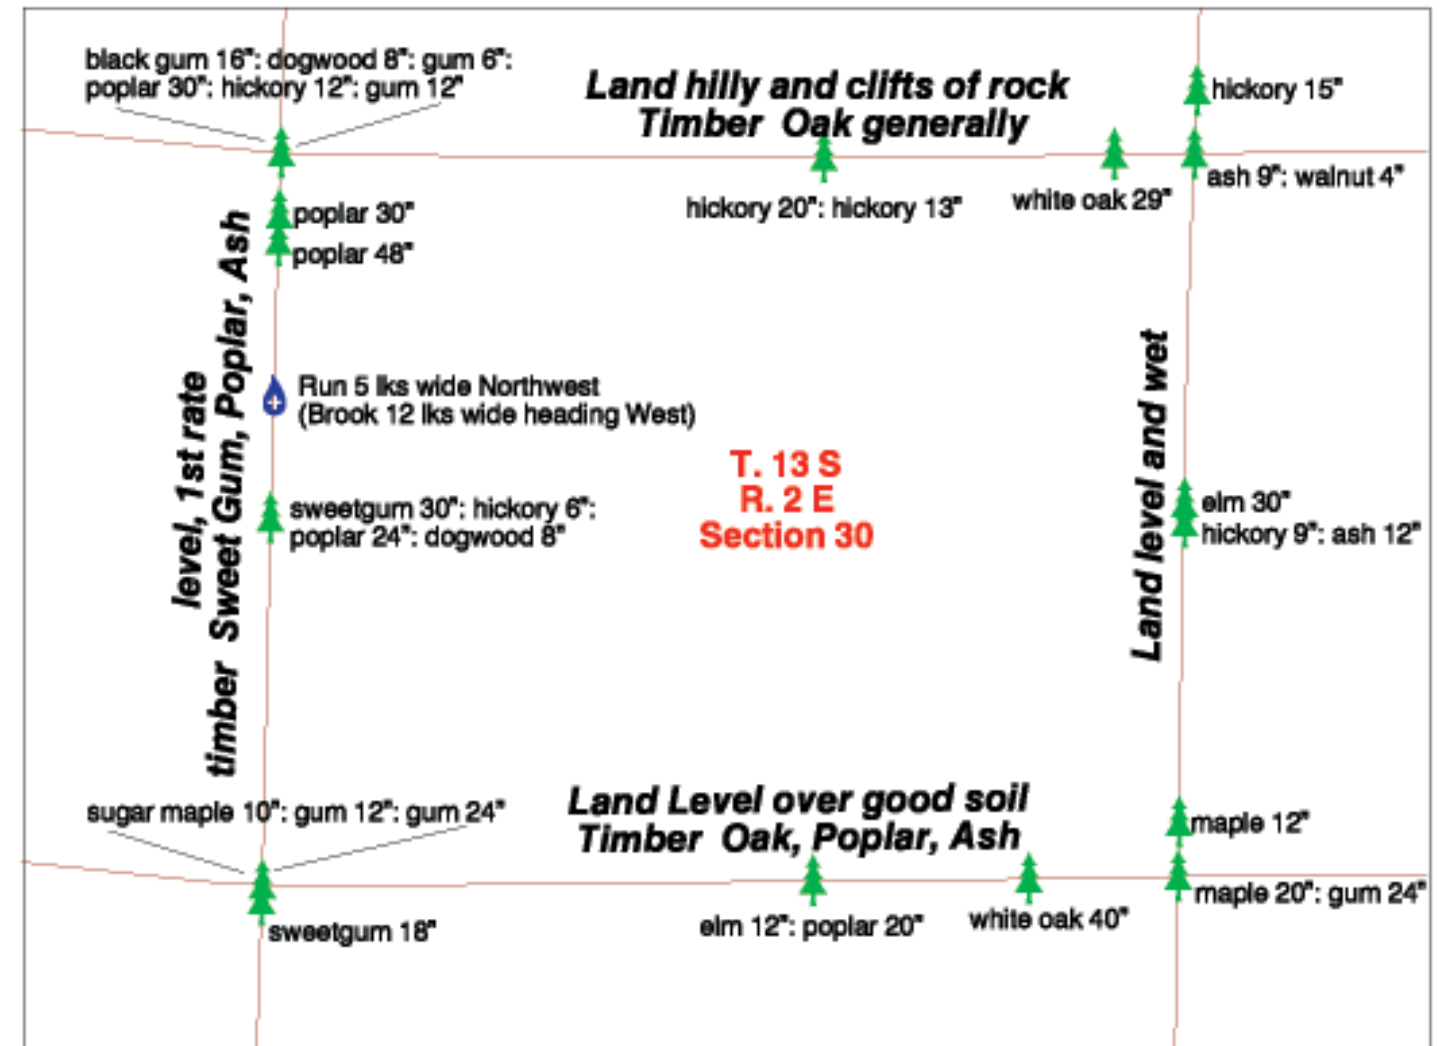 black gum 16": dogwood 8": gum 6":
poplar 30": hickory 12": gum 12"
Land hilly and clifts of rock
Timber Oak generally
hickory 15"
ash 9": walnut 4"
white oak 29"
hickory 20": hickory 13"
poplar 30"
poplar 48"
level, 1st rate
timber Sweet Gum, Poplar, Ash
Run 5 lks wide Northwest
(Brook 12 lks wide heading West)
T. 13 S
R. 2 E
Section 30
Land level and wet
sweetgum 30": hickory 6":
poplar 24": dogwood 8"
elm 30"
hickory 9": ash 12"
sugar maple 10": gum 12": gum 24"
Land Level over good soil
Timber Oak, Poplar, Ash
maple 12"
maple 20": gum 24"
sweetgum 18"
elm 12": poplar 20"
white oak 40"